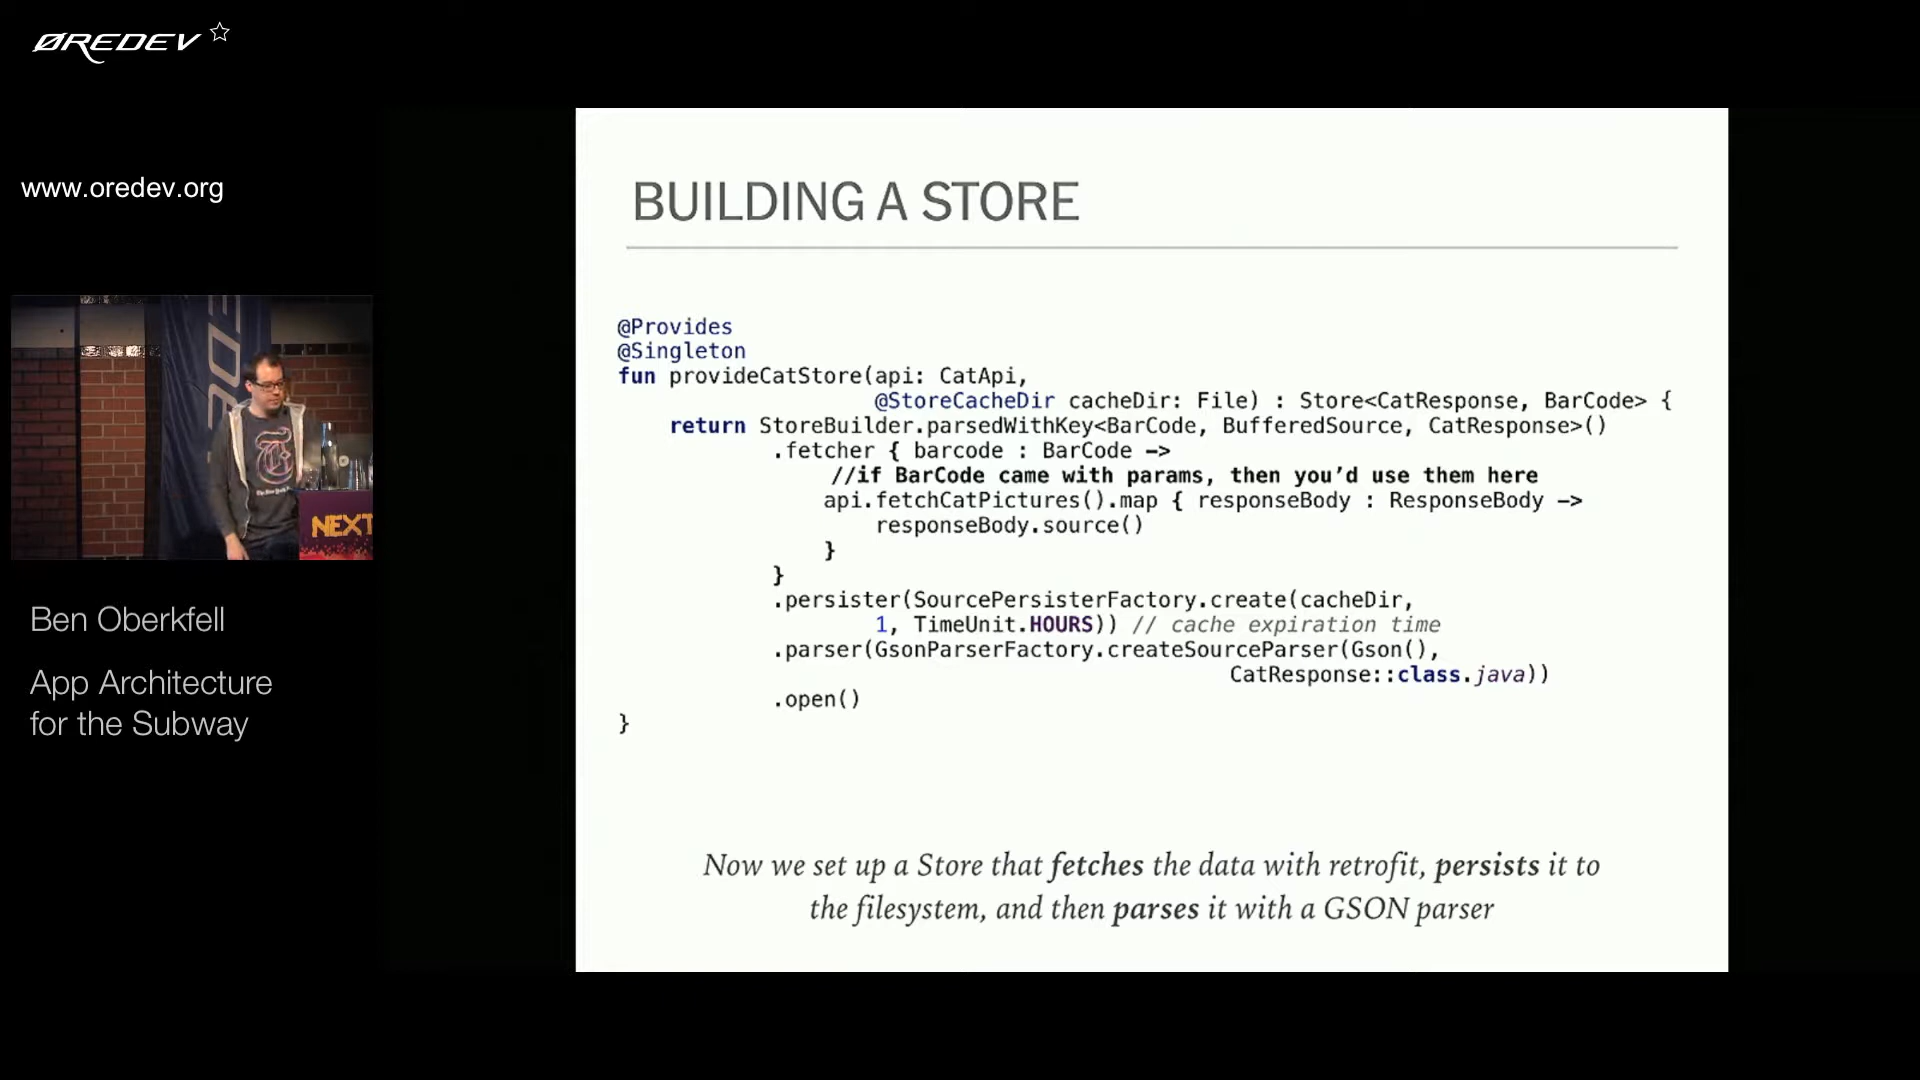 ØREDEV
www.oredev.org
BUILDING A STORE
@Provides
@Singleton
fun provideCatStore(api: CatApi,
@StoreCacheDir cacheDir: File) : Store<CatResponse, BarCode> {
return StoreBuilder.parsedWithKey<BarCode, BufferedSource, CatResponse>()
.fetcher { barcode : BarCode ->
//if BarCode came with params, then you’d use them here
api.fetchCatPictures().map { responseBody : ResponseBody ->
responseBody.source()
}
}
.persister(SourcePersisterFactory.create(cacheDir,
1, TimeUnit.HOURS)) // cache expiration time
.parser(GsonParserFactory.createSourceParser(Gson(),
CatResponse::class.java))
.open()
}
Now we set up a Store that fetches the data with retrofit, persists it to
the filesystem, and then parses it with a GSON parser
NEXT
Ben Oberkfell
App Architecture
for the Subway